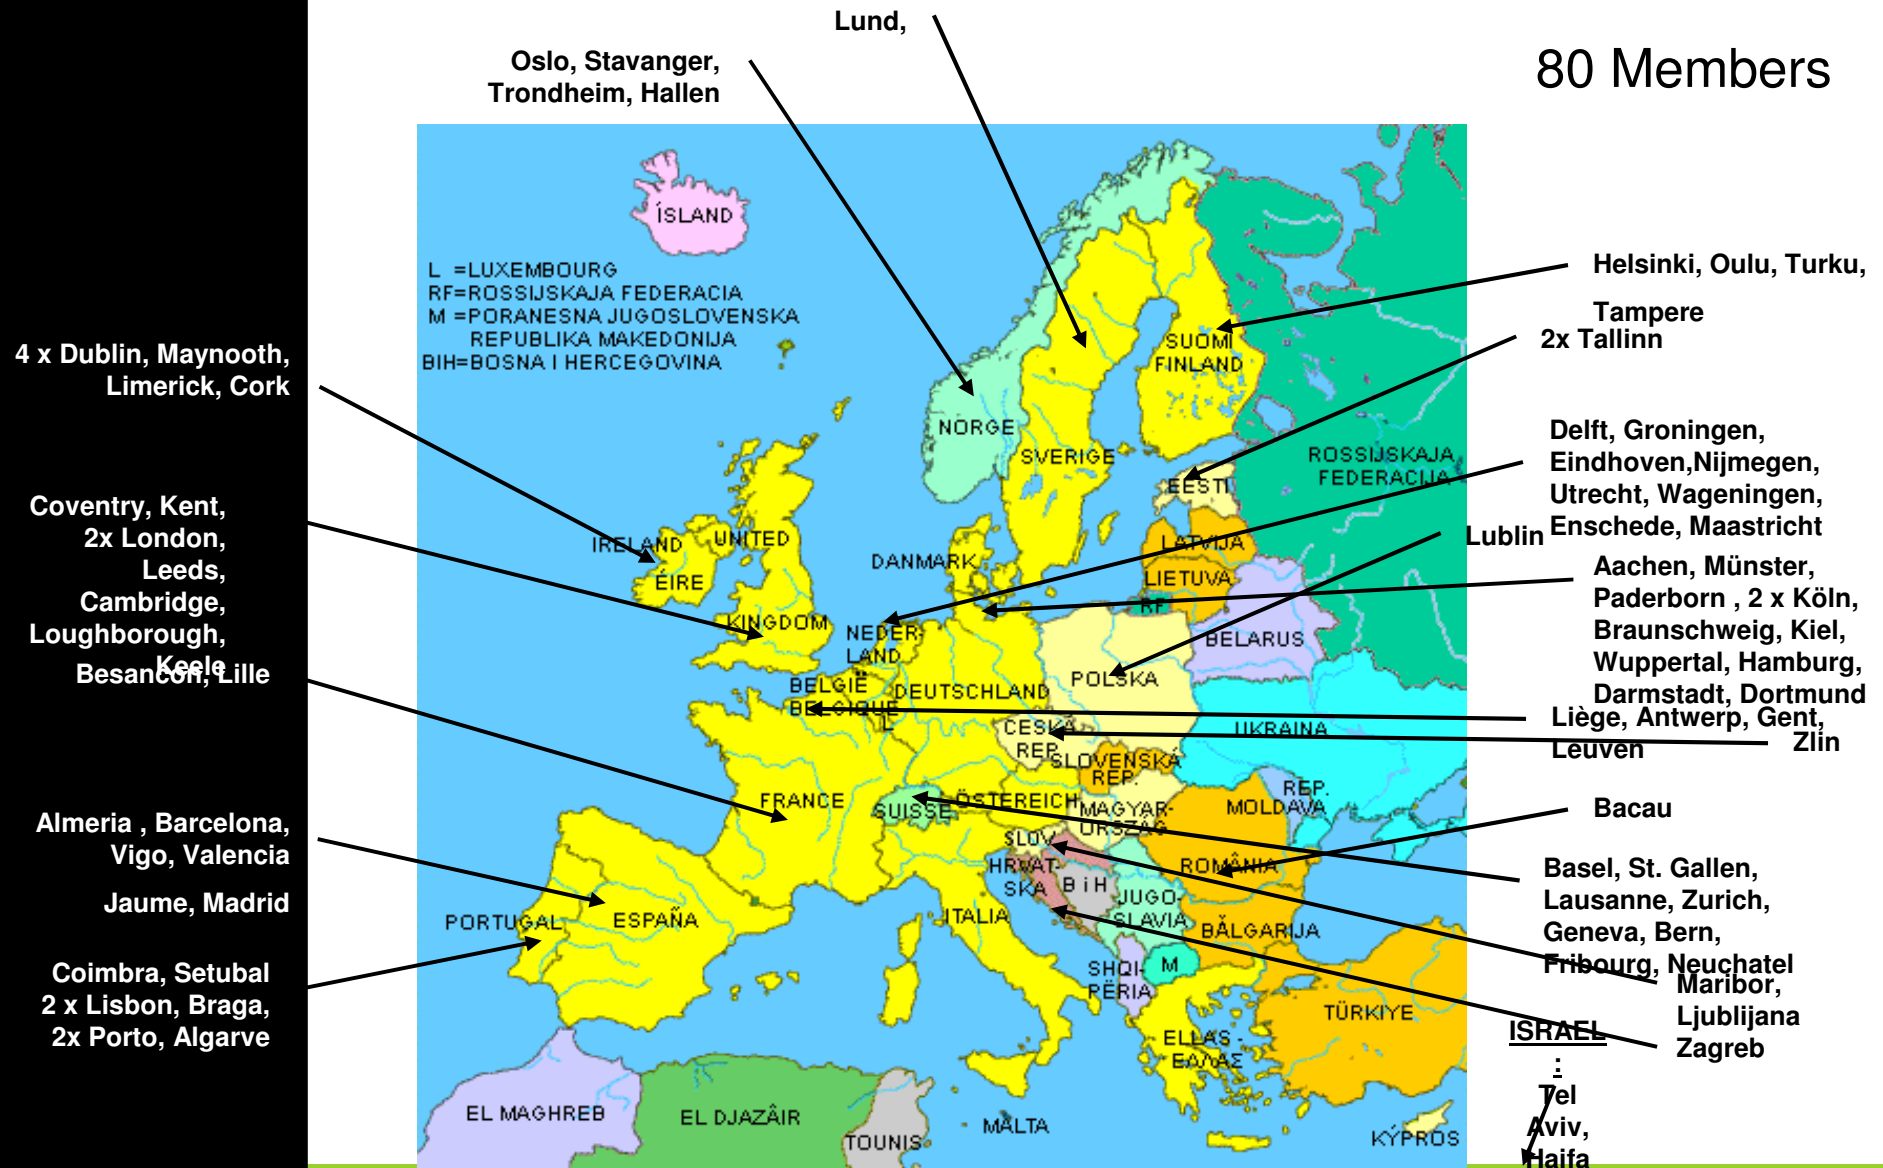 Lund,
Oslo, Stavanger,
Trondheim, Hallen
80 Members
ÍSLAND
L =LUXEMBOURG
RF=ROSSIJSKAJA FEDERACIA
M =PORANESNA JUGOSLOVENSKA
REPUBLIKA MAKEDONIJA
BIH=BOSNA I HERCEGOVINA
Helsinki, Oulu, Turku,
Tampere
2x Tallinn
4 x Dublin, Maynooth,
Limerick, Cork
SUOMI
FINLAND
NORGE
SVERIGE
EESTI
ROSSIJSKAJA
FEDERACIJA
Delft, Groningen,
Eindhoven,Nijmegen,
Utrecht, Wageningen,
Enschede, Maastricht
Coventry, Kent,
2x London,
Leeds,
Cambridge,
Loughborough,
Keele
Besancon, Lille
IRELAND
ÉIRE
UNITED
KINGDOM
DANMARK
LATVIJA
LIETUVA
RF
BELARUS
Lublin
Aachen, Münster,
Paderborn , 2 x Köln,
Braunschweig, Kiel,
Wuppertal, Hamburg,
Darmstadt, Dortmund
NEDER-
LAND
BELGIË
BELGIQUE
L
DEUTSCHLAND
POLSKA
CESKA
REP.
SLOVENSKÁ
REP.
UKRAINA
Liège, Antwerp, Gent,
Leuven
Zlin
FRANCE
SUISSE
ÖSTEREICH
MAGYAR-
ORSZÁG
REP.
MOLDAVA
Bacau
Almeria , Barcelona,
Vigo, Valencia
Jaume, Madrid
SLOV.
HRVAT-
SKA
B i H
JUGO-
SLAVIA
ROMÂNIA
BĂLGARIJA
Basel, St. Gallen,
Lausanne, Zurich,
Geneva, Bern,
Fribourg, Neuchatel
Maribor,
Ljublijana
Zagreb
PORTUGAL
ESPAÑA
ITALIA
SHQI-
PËRIA
M
ELLAS -
ΕΛΛΑΣ
TÜRKIYE
Coimbra, Setubal
2 x Lisbon, Braga,
2x Porto, Algarve
ISRAEL
:
Tel
Aviv,
Haifa
EL MAGHREB
EL DJAZÂIR
TOUNIS
MALTA
KÝPROS